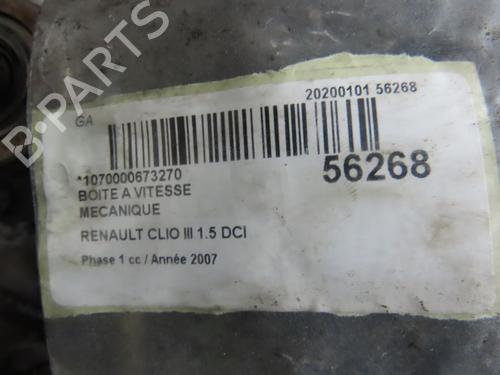 B-PARTS
20200101 56268
GA
56268
*1070000673270
BOITE A VITESSE
MECANIQUE
RENAULT CLIO III 1.5 DCI
Phase 1 cc / Année 2007